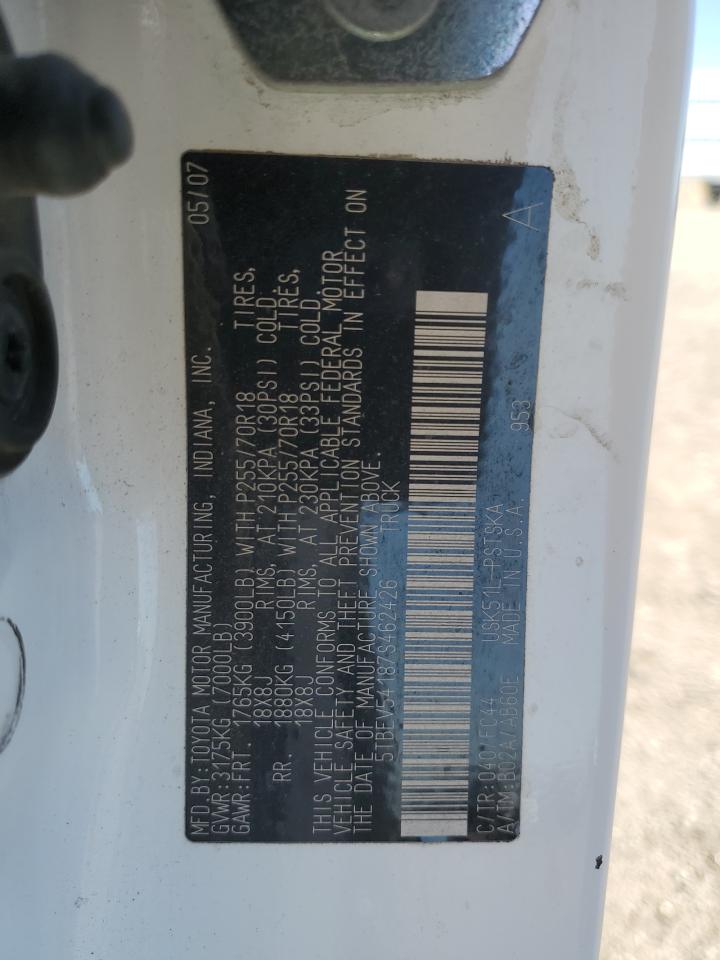 MFD.BY:TOYOTA MOTOR MANUFACTURING, INDIANA, INC. 05/07
GVWR:3175KG (7000LB)
GAWR:FRT. 1765KG (3900LB) WITH P255/70R18 TIRES,
18X8J RIMS, AT 210KPA (30PSI) COLD.
RR. 1880KG (4150LB) WITH P255/70R18 TIRES,
18X8J RIMS, AT 230KPA (33PSI) COLD.
THIS VEHICLE CONFORMS TO ALL APPLICABLE FEDERAL MOTOR
VEHICLE SAFETY AND THEFT PREVENTION STANDARDS IN EFFECT ON
THE DATE OF MANUFACTURE SHOWN ABOVE.
5TBEV54187S462426 TRUCK
C/TR:040/FC44 USK51L-PSTSKA 953
A/TM:B02A/AB60E MADE IN U.S.A.
A